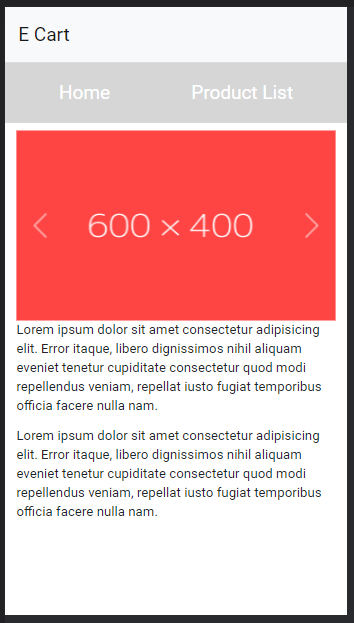 E Cart
Home Product List
600 × 400
Lorem ipsum dolor sit amet consectetur adipisicing
elit. Error itaque, libero dignissimos nihil aliquam
eveniet tenetur cupiditate consectetur quod modi
repellendus veniam, repellat iusto fugiat temporibus
officia facere nulla nam.
Lorem ipsum dolor sit amet consectetur adipisicing
elit. Error itaque, libero dignissimos nihil aliquam
eveniet tenetur cupiditate consectetur quod modi
repellendus veniam, repellat iusto fugiat temporibus
officia facere nulla nam.